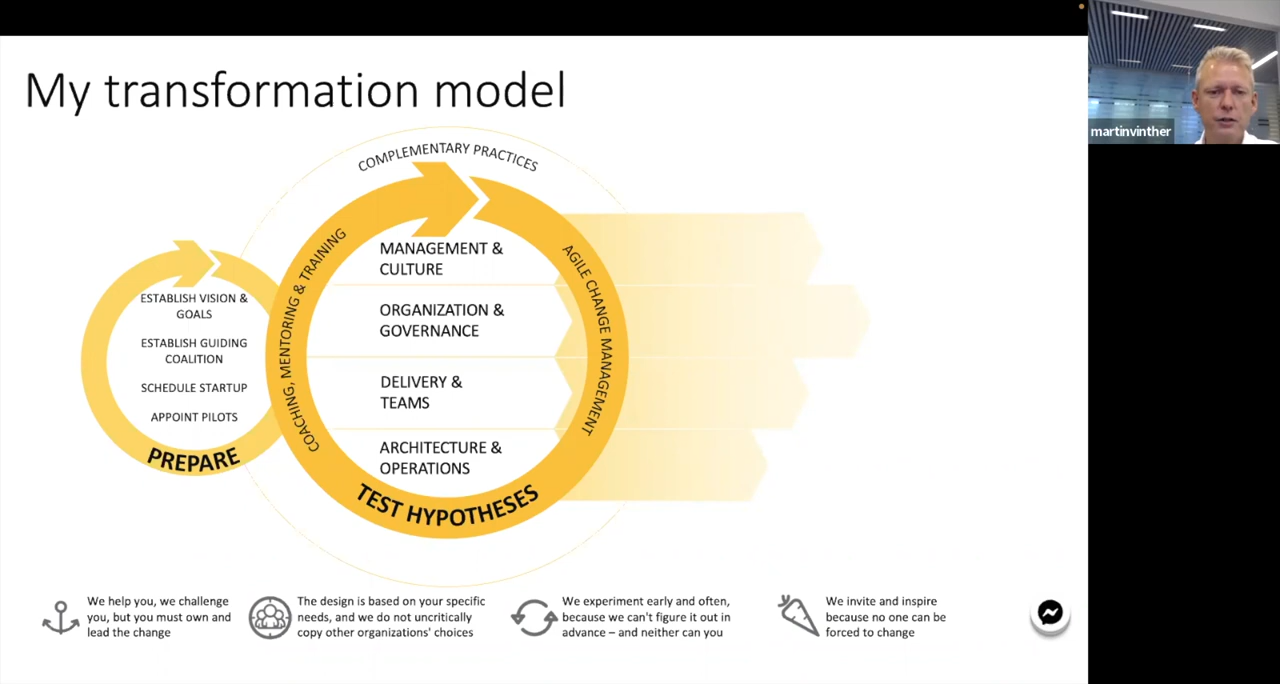 My transformation model
martinvinther
COMPLEMENTARY PRACTICES
COACHING, MENTORING & TRAINING
AGILE CHANGE MANAGEMENT
ESTABLISH VISION &
GOALS
ESTABLISH GUIDING
COALITION
SCHEDULE STARTUP
APPOINT PILOTS
PREPARE
MANAGEMENT &
CULTURE
ORGANIZATION &
GOVERNANCE
DELIVERY &
TEAMS
ARCHITECTURE &
OPERATIONS
TEST HYPOTHESES
We help you, we challenge
you, but you must own and
lead the change
The design is based on your specific
needs, and we do not uncritically
copy other organizations' choices
We experiment early and often,
because we can't figure it out in
advance – and neither can you
We invite and inspire
because no one can be
forced to change